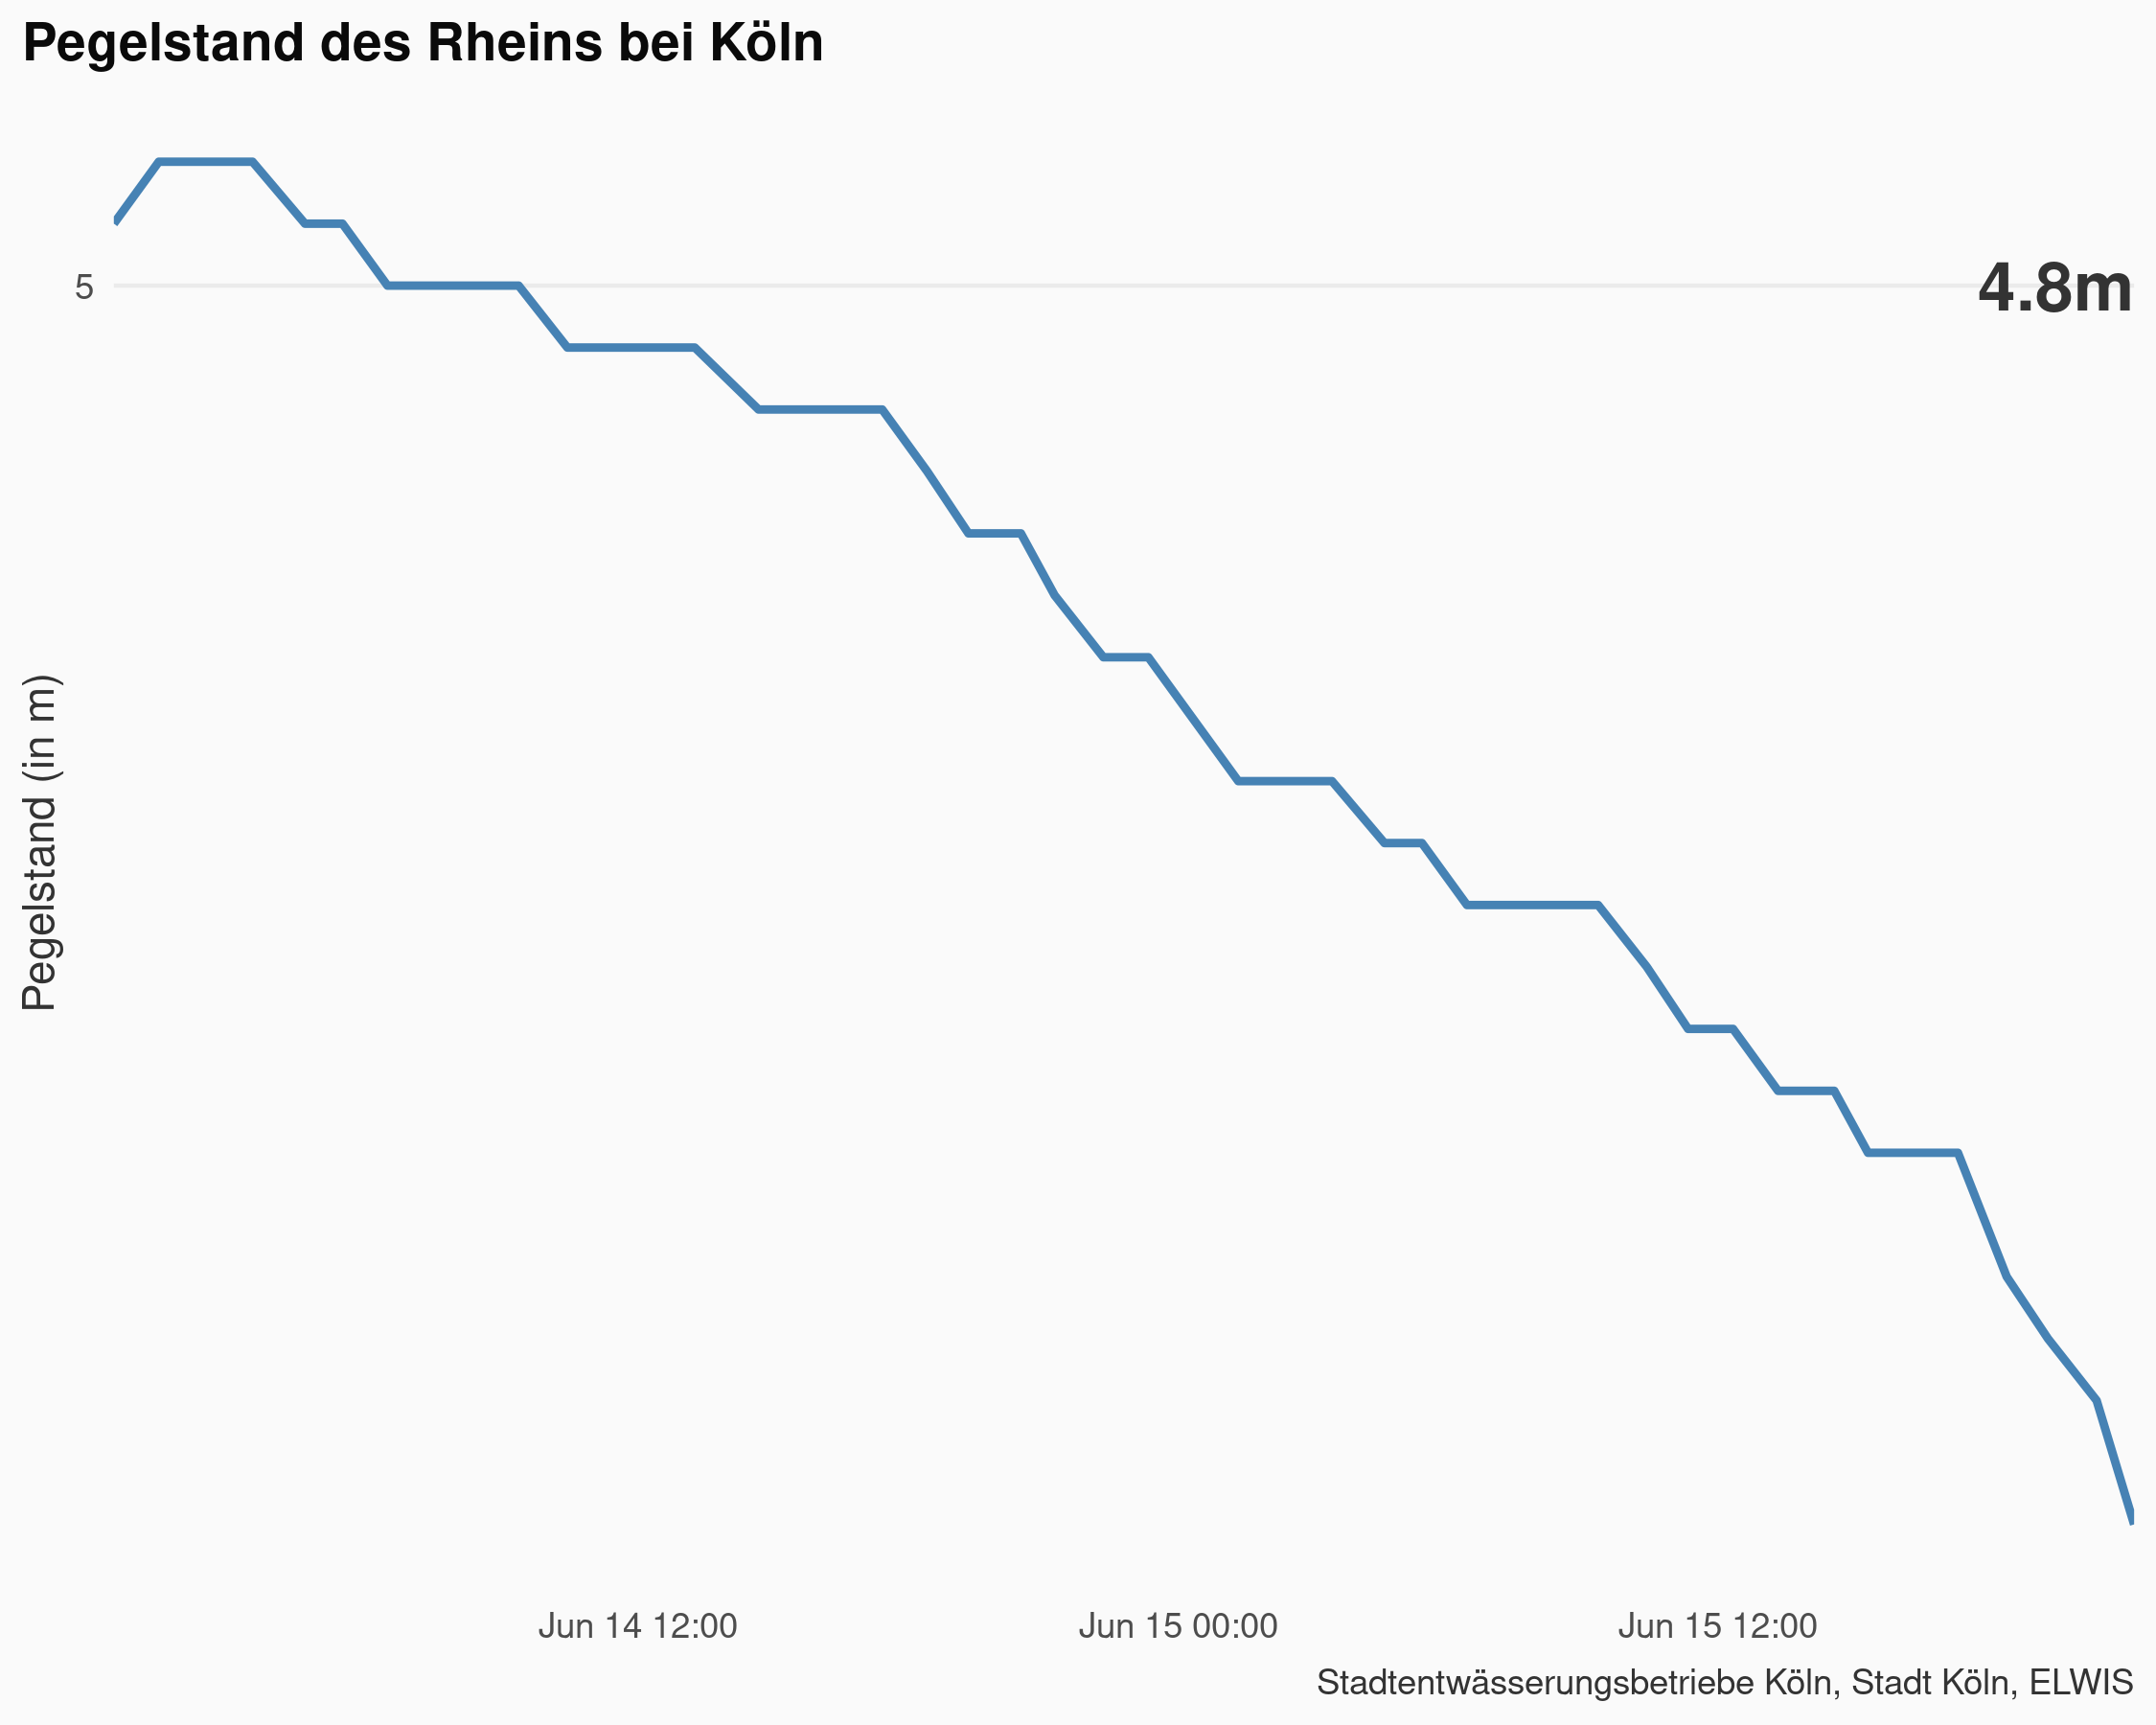 Pegelstand des Rheins bei Köln
5
4.8m
Pegelstand (in m)
Jun 14 12:00
Jun 15 00:00
Jun 15 12:00
Stadtentwässerungsbetriebe Köln, Stadt Köln, ELWIS